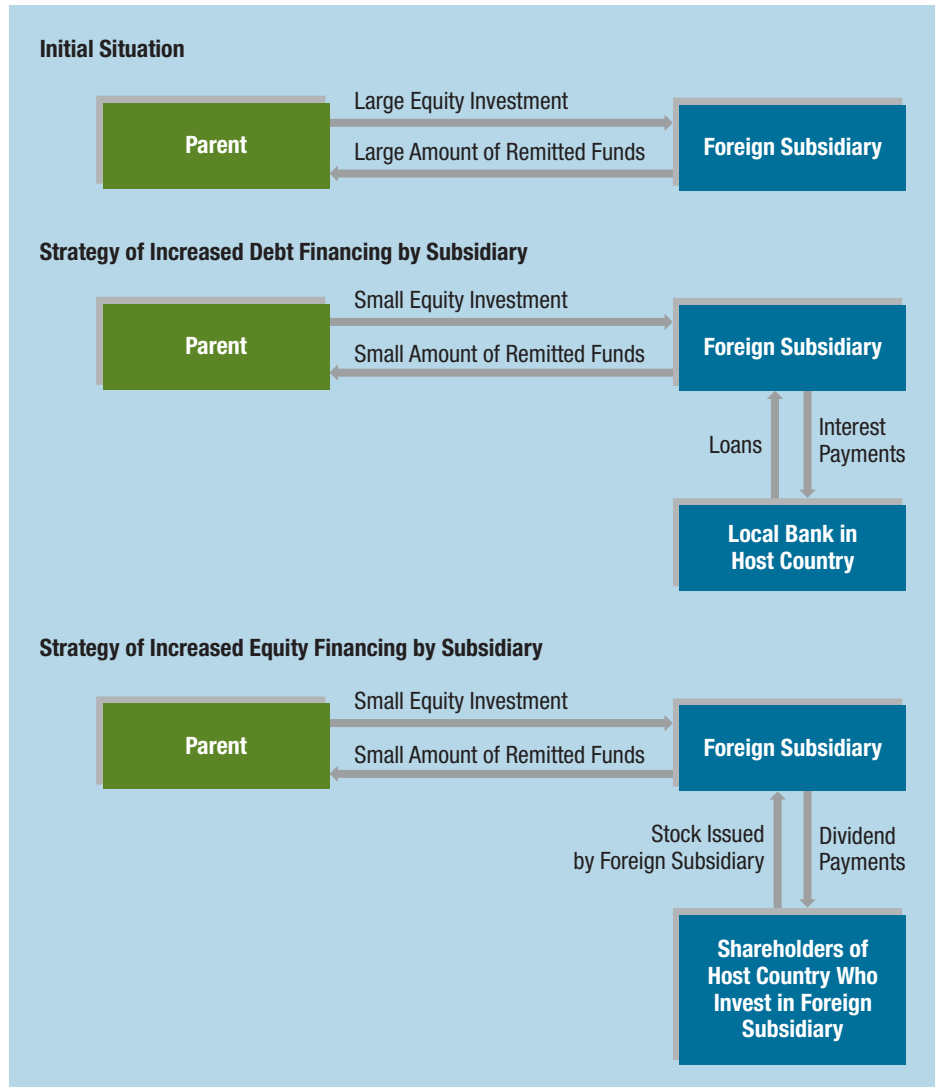 Initial Situation
Large Equity Investment
Parent
Foreign Subsidiary
Large Amount of Remitted Funds
Strategy of Increased Debt Financing by Subsidiary
Small Equity Investment
Parent
Foreign Subsidiary
Small Amount of Remitted Funds
Loans
Interest
Payments
Local Bank in
Host Country
Strategy of Increased Equity Financing by Subsidiary
Small Equity Investment
Parent
Foreign Subsidiary
Small Amount of Remitted Funds
Stock Issued
by Foreign Subsidiary
Dividend
Payments
Shareholders of
Host Country Who
Invest in Foreign
Subsidiary